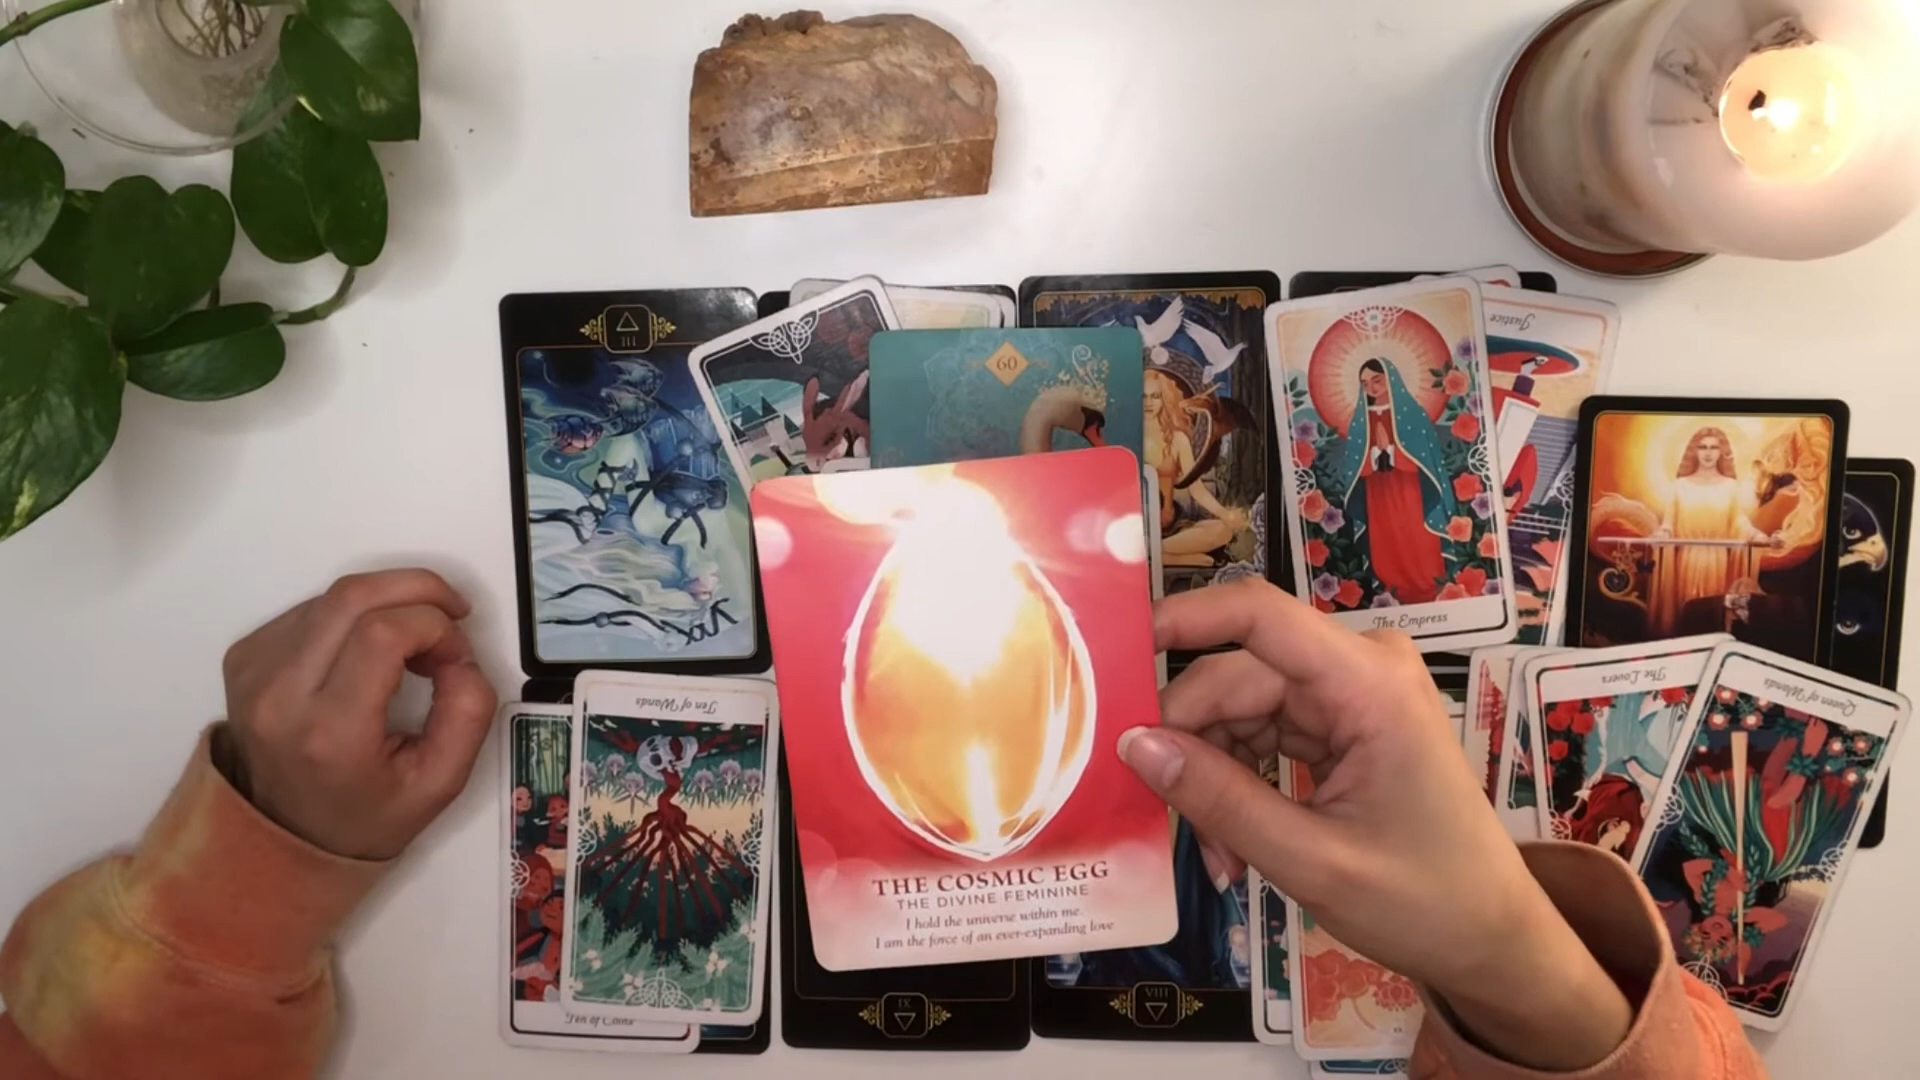 III
60
Justice
The Empress
Ten of Wands
The Lovers
Queen of Wands
THE COSMIC EGG
THE DIVINE FEMININE
I hold the universe within me.
I am the force of an ever-expanding love
IX
VIII
Ten of Coins